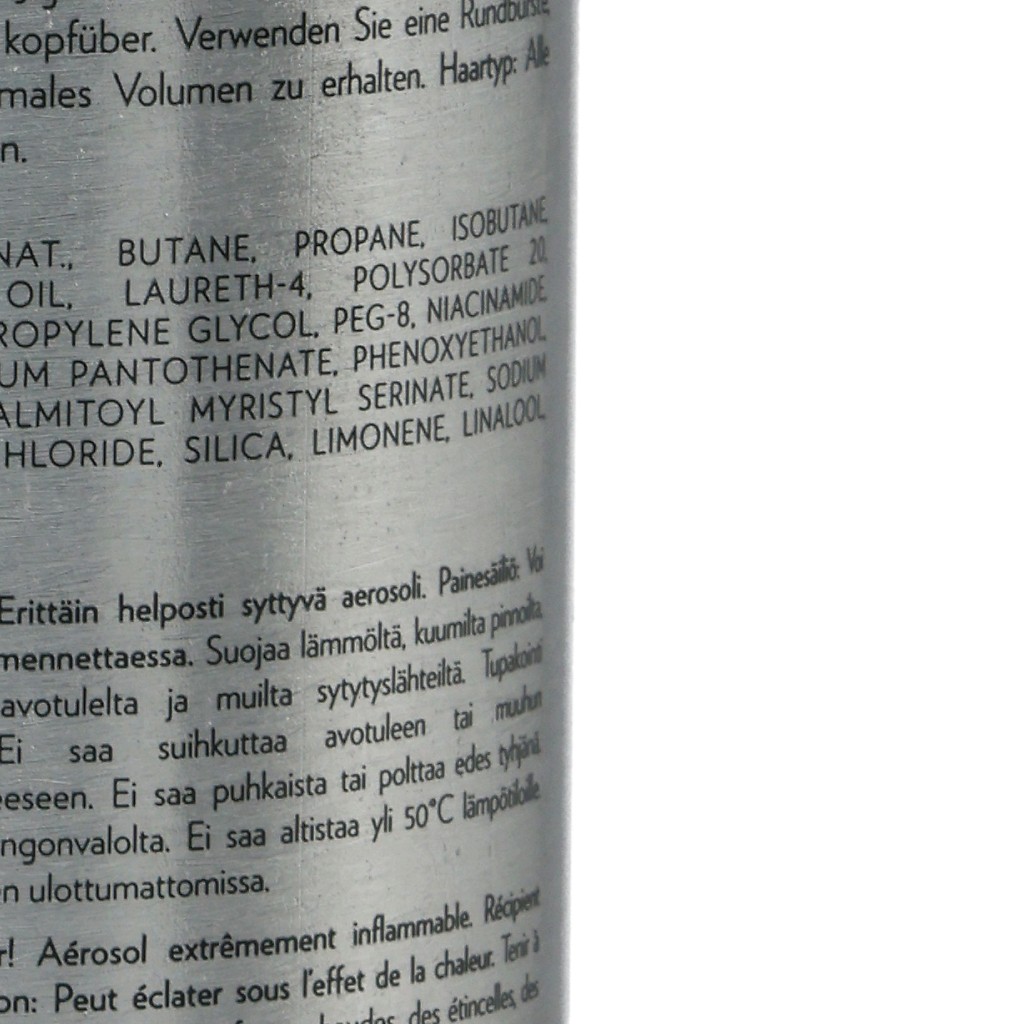 kopfüber. Verwenden Sie eine Rundbürste,
males Volumen zu erhalten. Haartyp: Alle
n.
NAT., BUTANE, PROPANE, ISOBUTANE,
OIL, LAURETH-4, POLYSORBATE 20,
ROPYLENE GLYCOL, PEG-8, NIACINAMIDE,
UM PANTOTHENATE, PHENOXYETHANOL,
ALMITOYL MYRISTYL SERINATE, SODIUM
HLORIDE, SILICA, LIMONENE, LINALOOL
Erittäin helposti syttyvä aerosoli. Painesäiliö: Voi
mennettaessa. Suojaa lämmöltä, kuumilta pinnoilta,
avotulelta ja muilta sytytyslähteiltä. Tupakointi
Ei saa suihkuttaa avotuleen tai muuhun
eeseen. Ei saa puhkaista tai polttaa edes tyhjänä.
ngonvalolta. Ei saa altistaa yli 50°C lämpötiloille
n ulottumattomissa.
r! Aérosol extrêmement inflammable. Récipient
on: Peut éclater sous l'effet de la chaleur. Tenir à
des étincelles, des